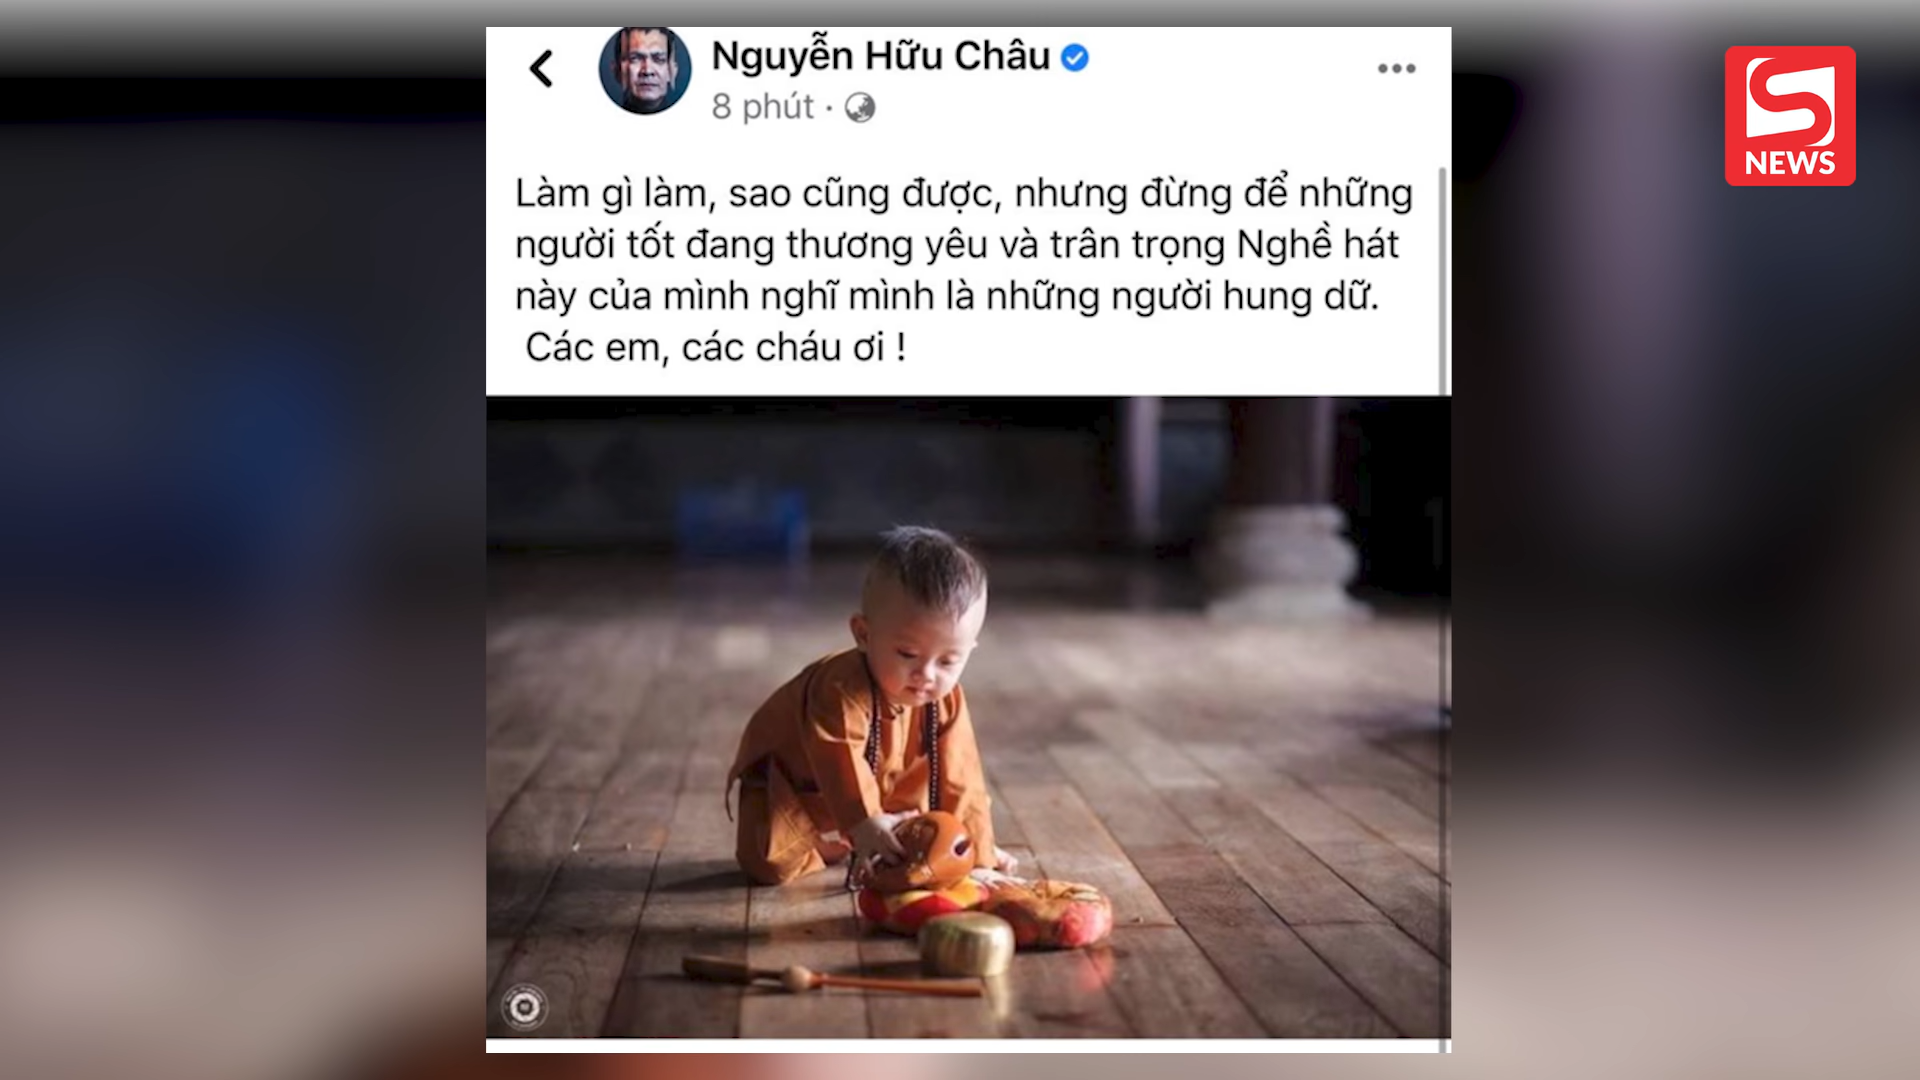 Nguyễn Hữu Châu
8 phút ·
Làm gì làm, sao cũng được, nhưng đừng để những
người tốt đang thương yêu và trân trọng Nghề hát
này của mình nghĩ mình là những người hung dữ.
Các em, các cháu ơi !
S
NEWS